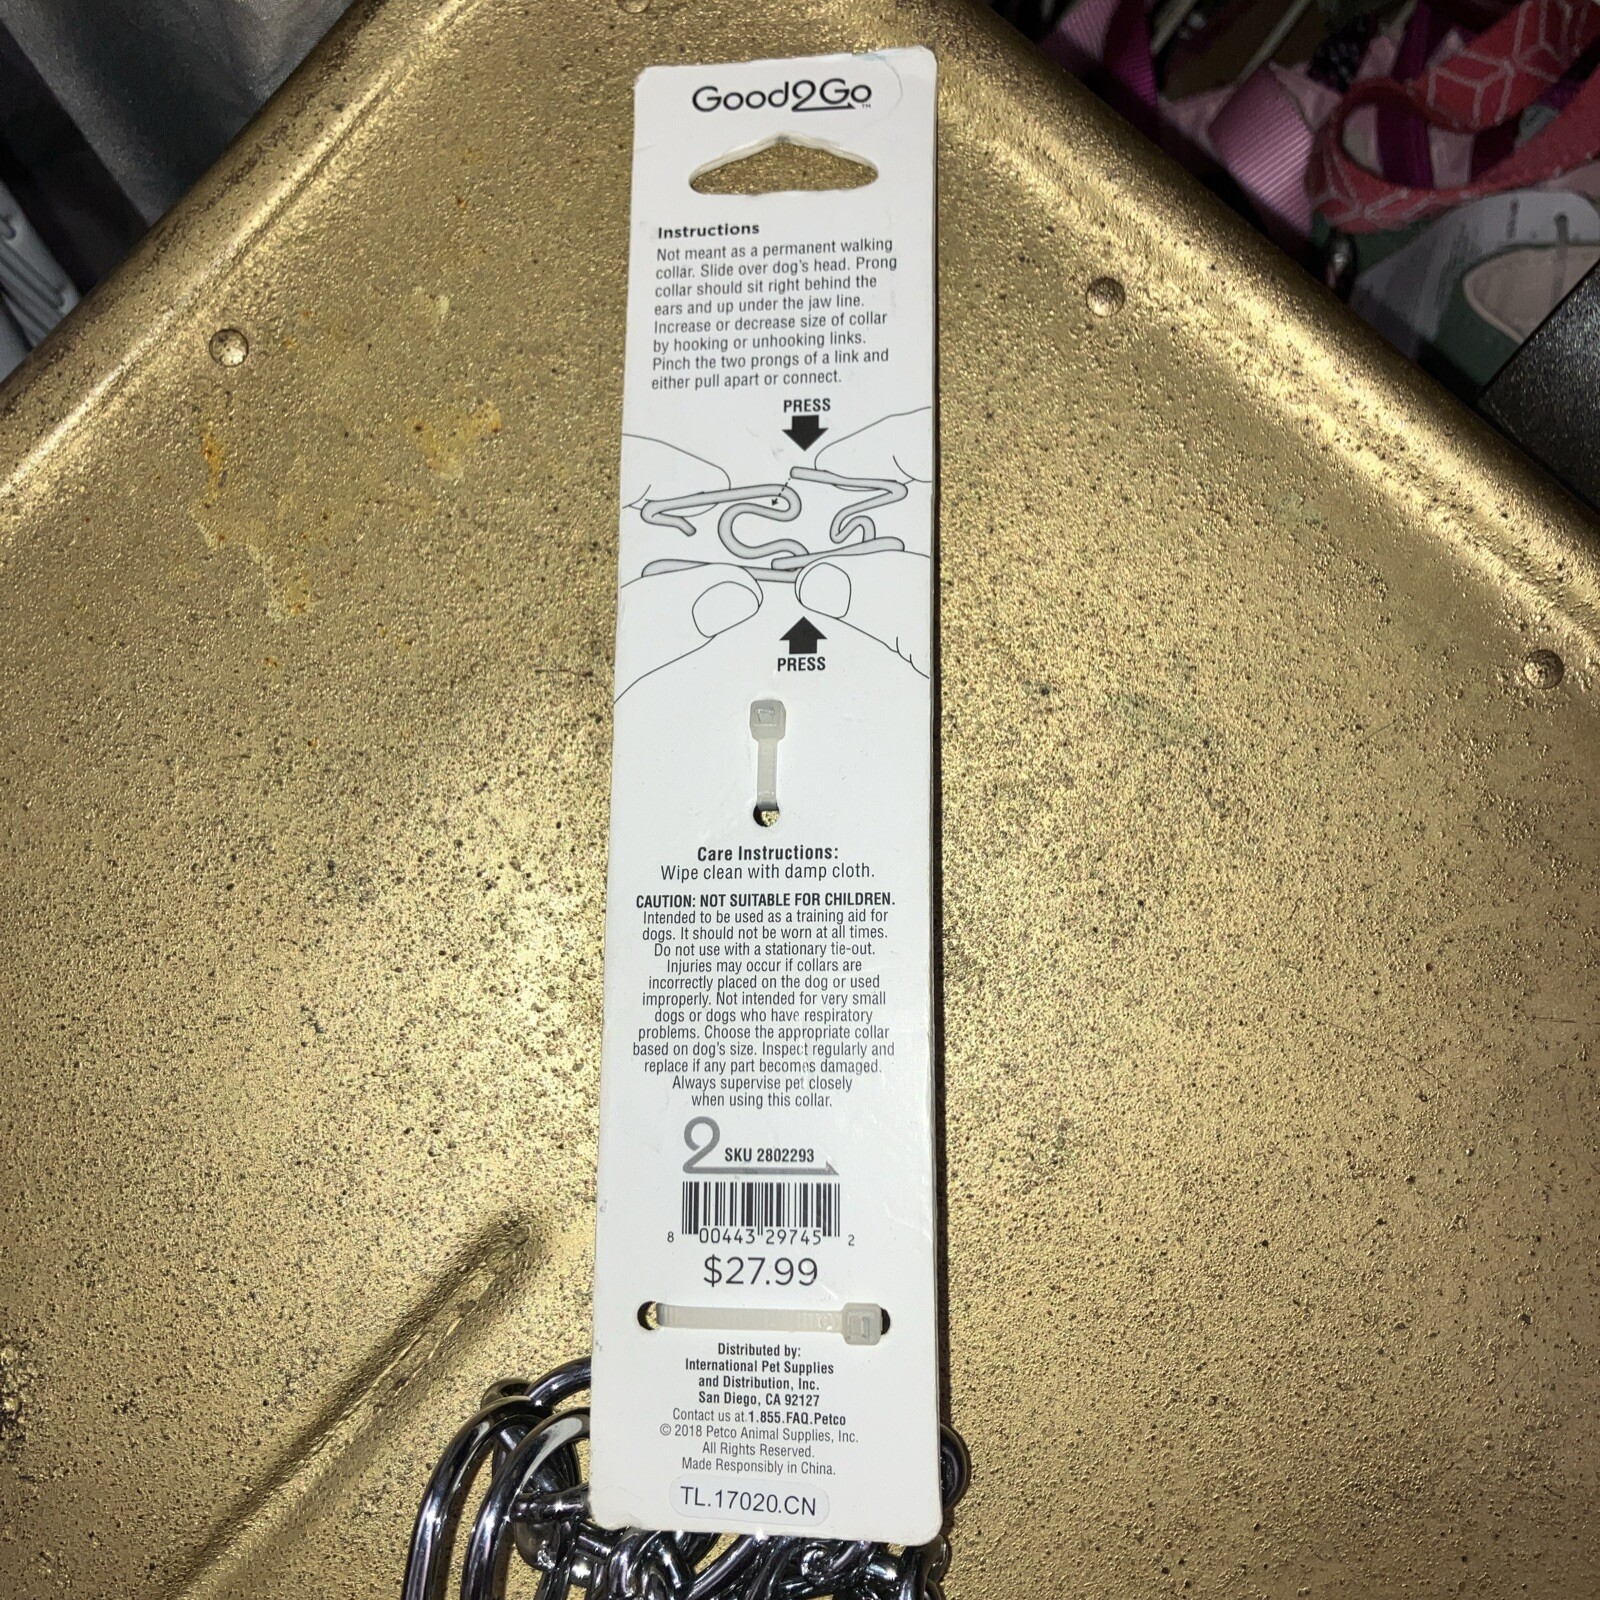 Good2Go™
Instructions
Not meant as a permanent walking
collar. Slide over dog's head. Prong
collar should sit right behind the
ears and up under the jaw line.
Increase or decrease size of collar
by hooking or unhooking links.
Pinch the two prongs of a link and
either pull apart or connect.
PRESS
PRESS
Care Instructions:
Wipe clean with damp cloth.
CAUTION: NOT SUITABLE FOR CHILDREN.
Intended to be used as a training aid for
dogs. It should not be worn at all times.
Do not use with a stationary tie-out.
Injuries may occur if collars are
incorrectly placed on the dog or used
improperly. Not intended for very small
dogs or dogs who have respiratory
problems. Choose the appropriate collar
based on dog's size. Inspect regularly and
replace if any part becomes damaged.
Always supervise pet closely
when using this collar.
2 SKU 2802293
8 00443 29745 2
$27.99
Distributed by:
International Pet Supplies
and Distribution, Inc.
San Diego, CA 92127
Contact us at 1.855.FAQ.Petco
© 2018 Petco Animal Supplies, Inc.
All Rights Reserved.
Made Responsibly in China.
TL.17020.CN